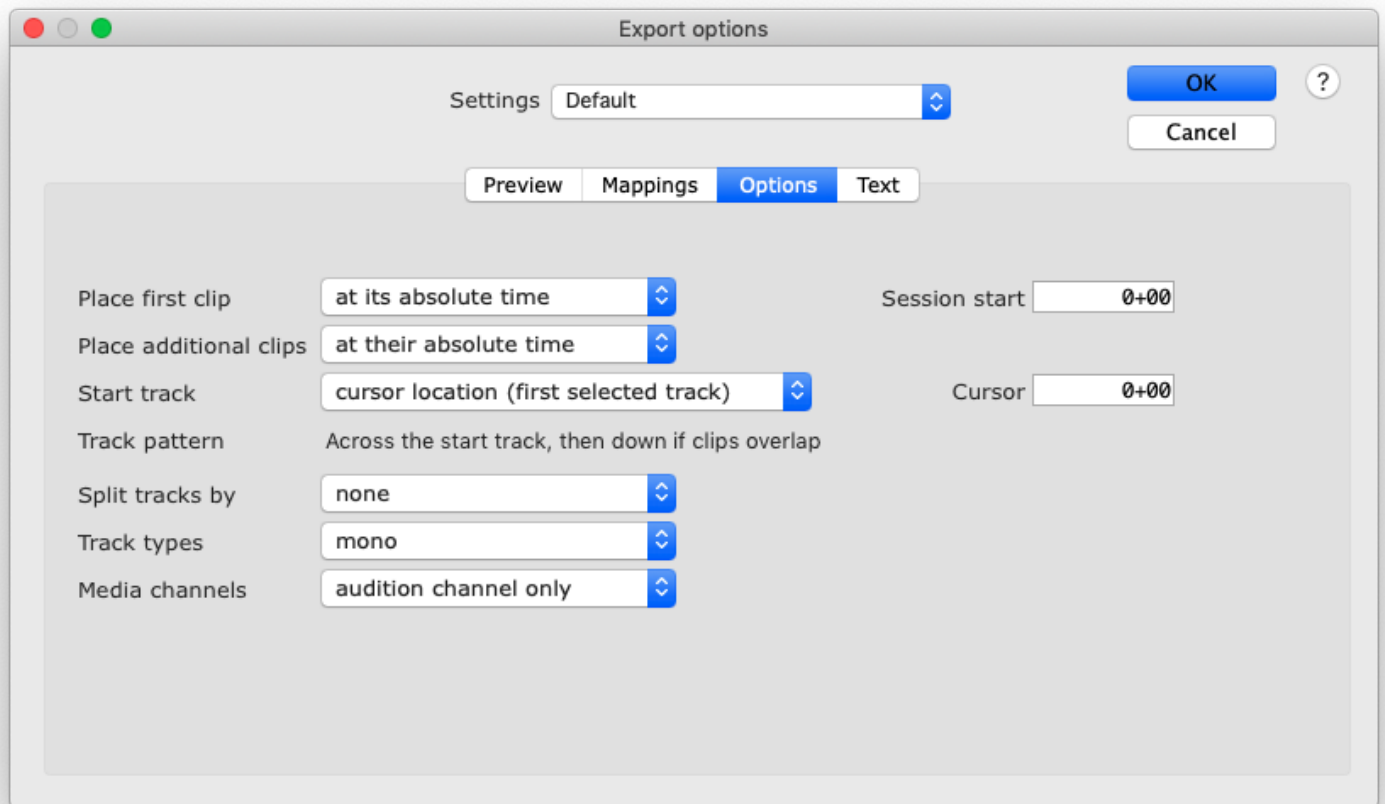 Export options
Settings Default OK ?
Cancel
Preview Mappings Options Text
Place first clip at its absolute time Session start 0+00
Place additional clips at their absolute time
Start track cursor location (first selected track) Cursor 0+00
Track pattern Across the start track, then down if clips overlap
Split tracks by none
Track types mono
Media channels audition channel only